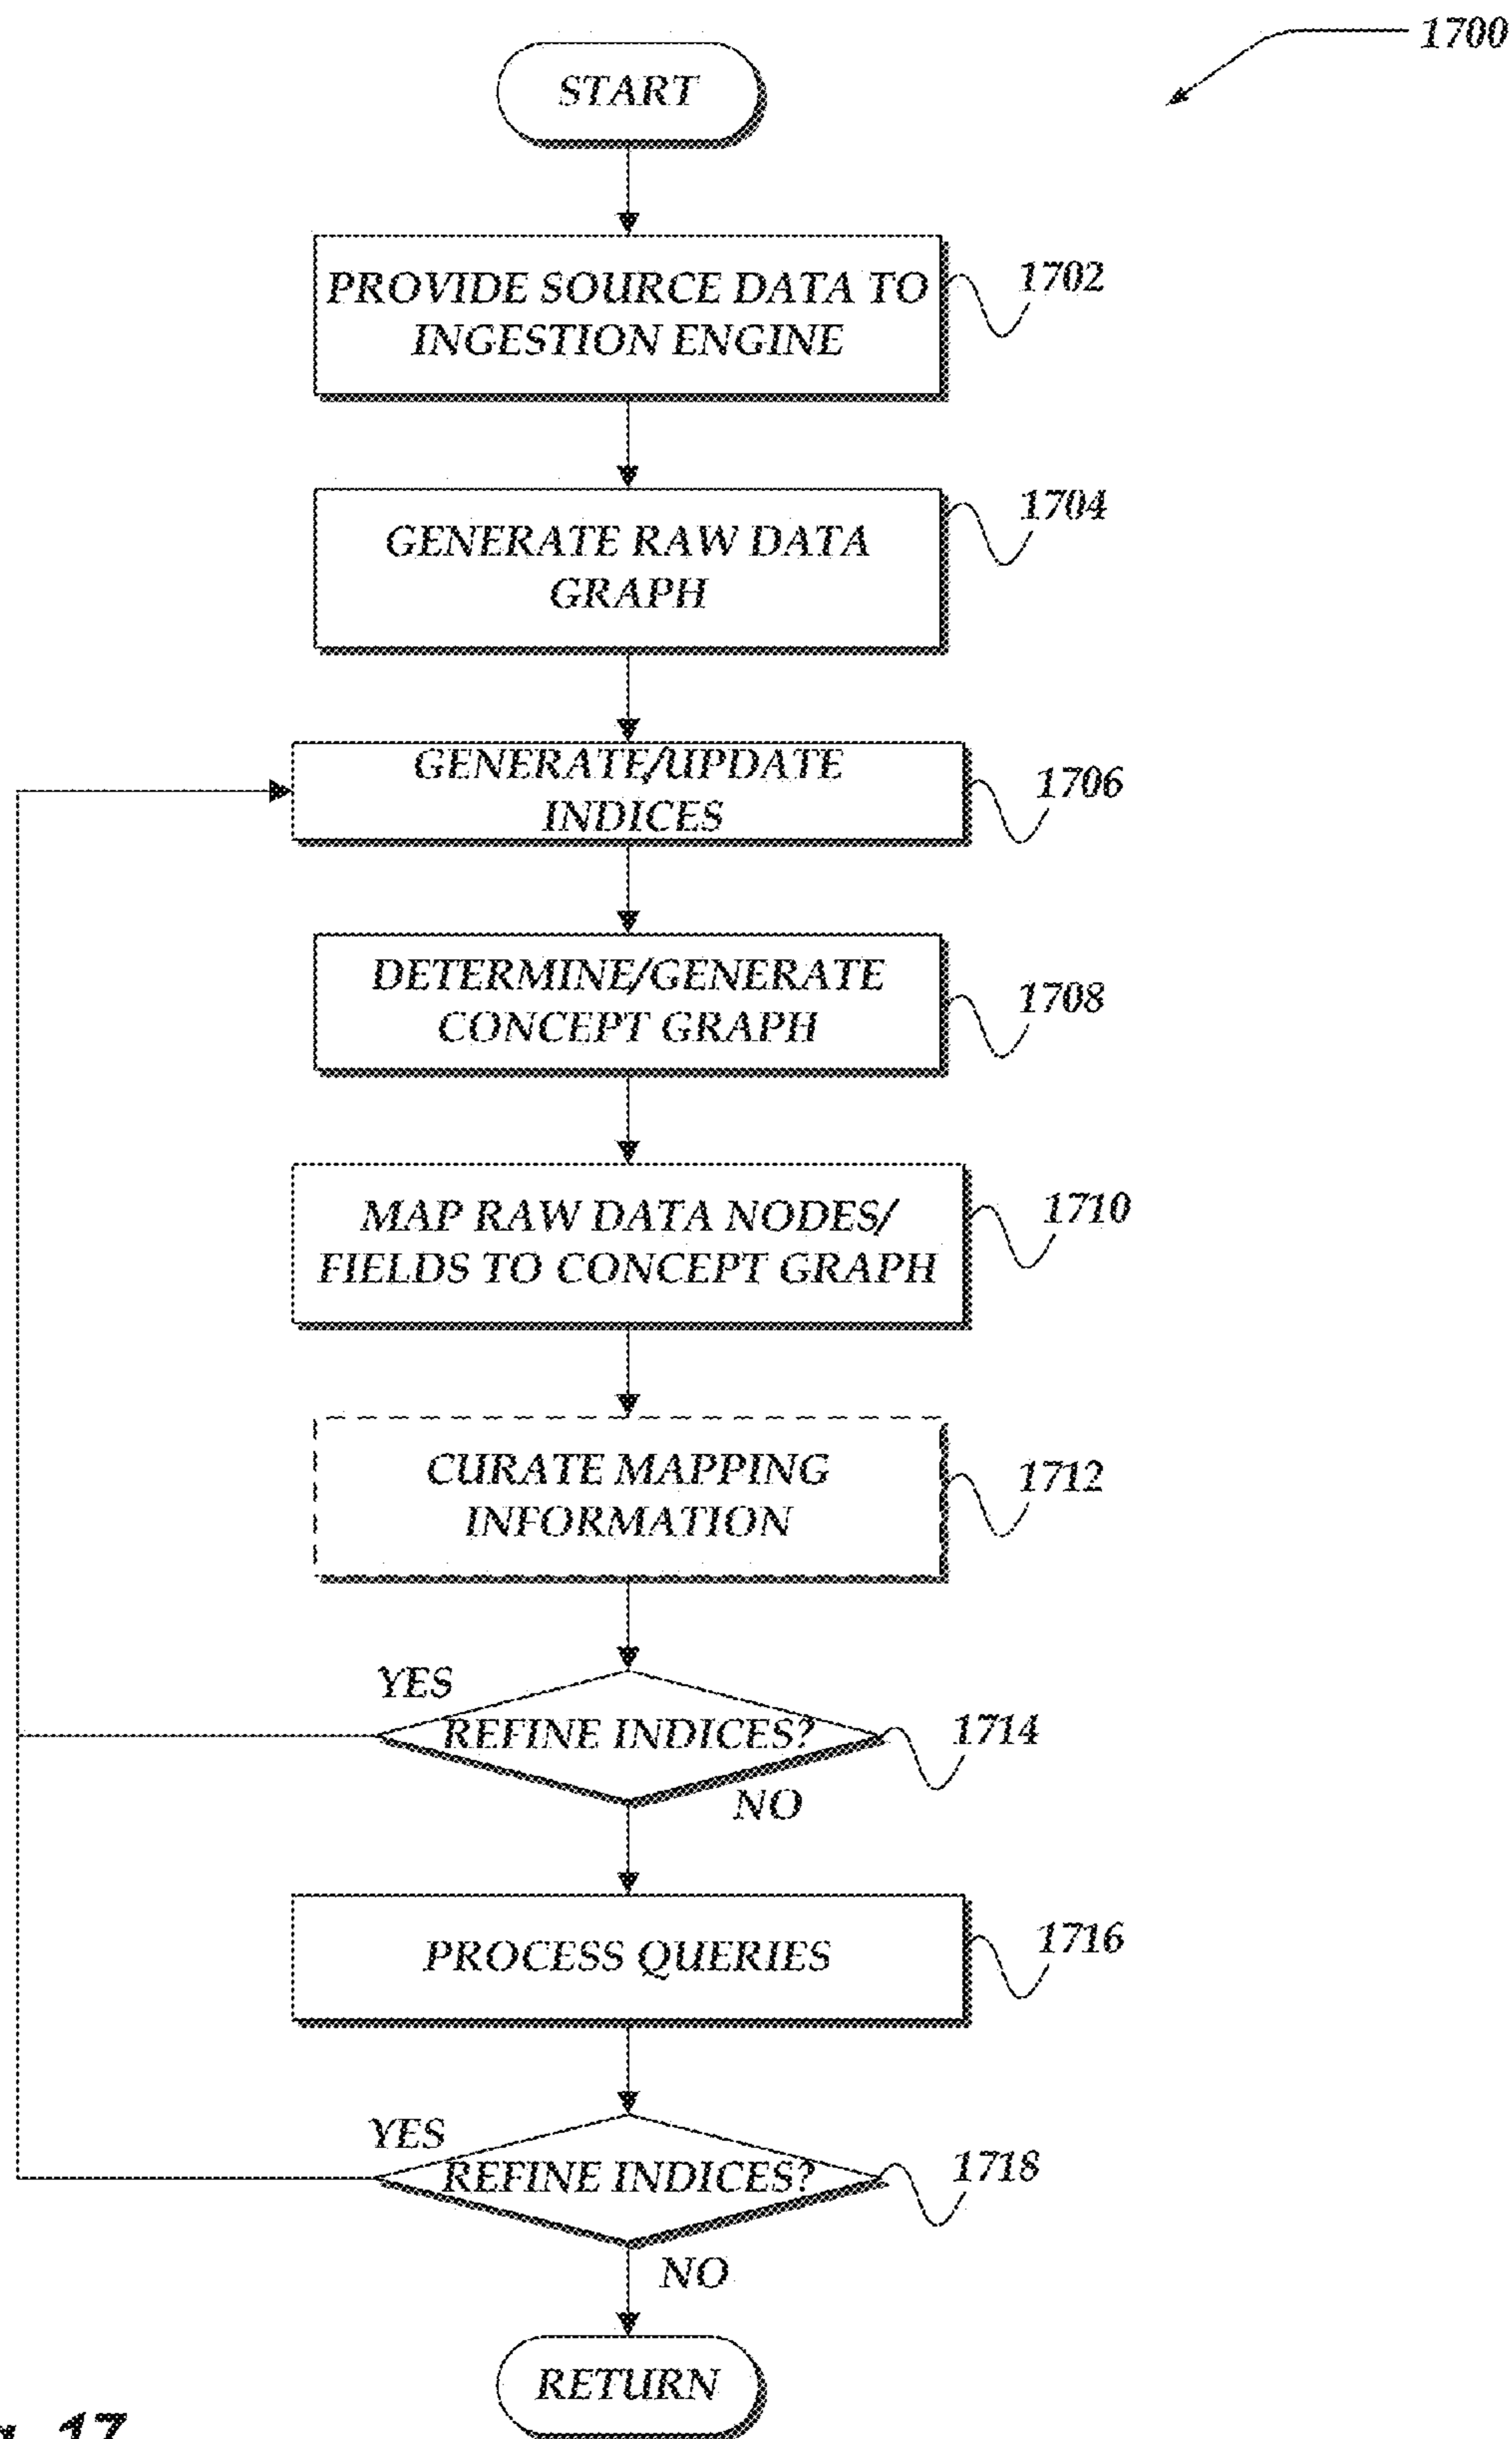 1700
START
PROVIDE SOURCE DATA TO
INGESTION ENGINE
1702
GENERATE RAW DATA
GRAPH
1704
GENERATE/UPDATE
INDICES
1706
DETERMINE/GENERATE
CONCEPT GRAPH
1708
MAP RAW DATA NODES/
FIELDS TO CONCEPT GRAPH
1710
CURATE MAPPING
INFORMATION
1712
YES
REFINE INDICES?
1714
NO
PROCESS QUERIES
1716
YES
REFINE INDICES?
1718
NO
RETURN
17